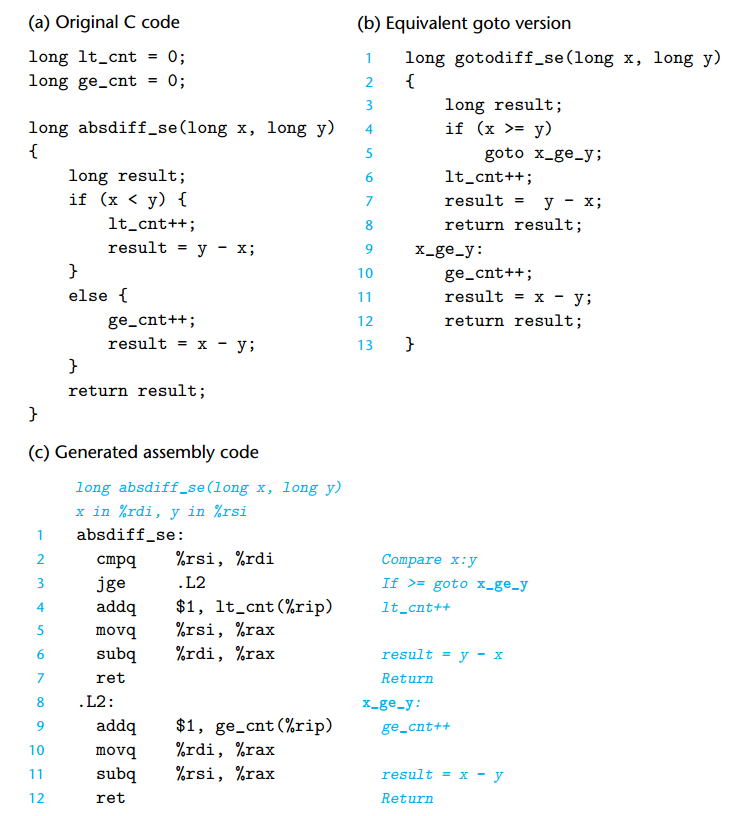 (a) Original C code
long lt_cnt = 0;
long ge_cnt = 0;
long absdiff_se(long x, long y)
{
long result;
if (x < y) {
lt_cnt++;
result = y - x;
}
else {
ge_cnt++;
result = x - y;
}
return result;
}
(b) Equivalent goto version
1 long gotodiff_se(long x, long y)
2 {
3 long result;
4 if (x >= y)
5 goto x_ge_y;
6 lt_cnt++;
7 result = y - x;
8 return result;
9 x_ge_y:
10 ge_cnt++;
11 result = x - y;
12 return result;
13 }
(c) Generated assembly code
long absdiff_se(long x, long y)
x in %rdi, y in %rsi
1 absdiff_se:
2 cmpq %rsi, %rdi Compare x:y
3 jge .L2 If >= goto x_ge_y
4 addq $1, lt_cnt(%rip) lt_cnt++
5 movq %rsi, %rax
6 subq %rdi, %rax result = y - x
7 ret Return
8 .L2: x_ge_y:
9 addq $1, ge_cnt(%rip) ge_cnt++
10 movq %rdi, %rax
11 subq %rsi, %rax result = x - y
12 ret Return